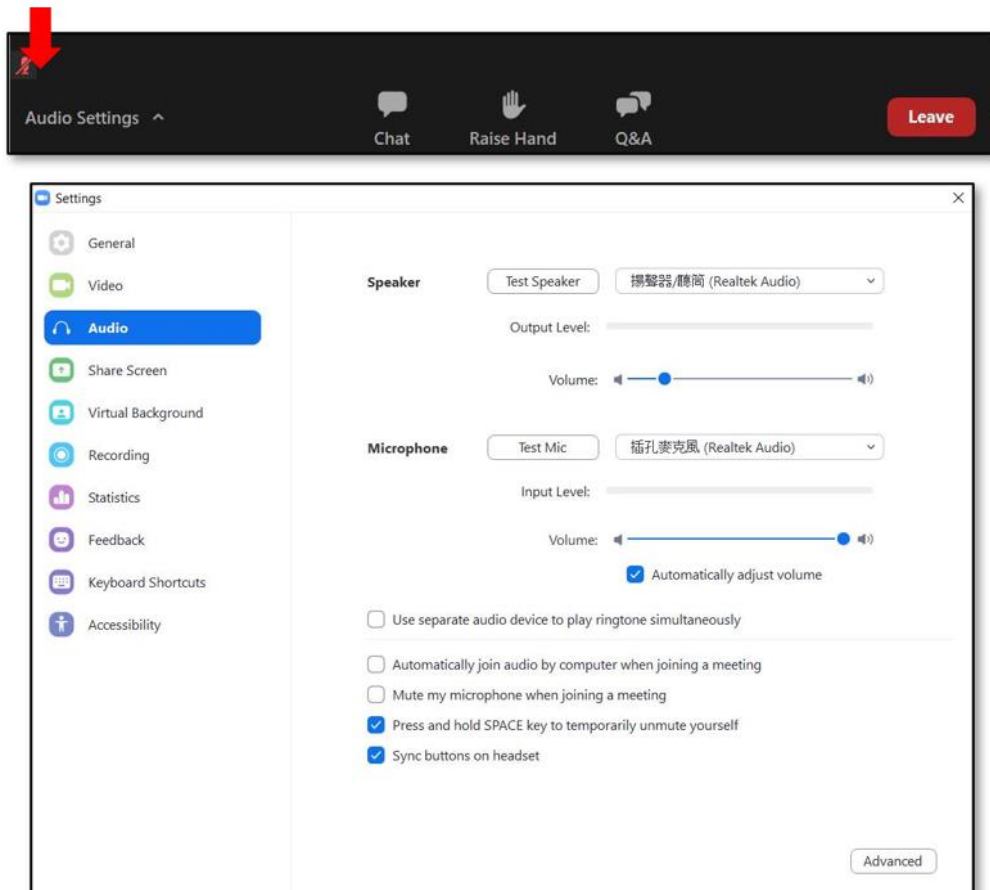 Audio Settings ^
Chat
Raise Hand
Q&A
Leave
Settings
General
Video
Audio
Share Screen
Virtual Background
Recording
Statistics
Feedback
Keyboard Shortcuts
Accessibility
Speaker Test Speaker 揚聲器/聽筒 (Realtek Audio)
Output Level:
Volume:
Microphone Test Mic 插孔麥克風 (Realtek Audio)
Input Level:
Volume:
Automatically adjust volume
Use separate audio device to play ringtone simultaneously
Automatically join audio by computer when joining a meeting
Mute my microphone when joining a meeting
Press and hold SPACE key to temporarily unmute yourself
Sync buttons on headset
Advanced